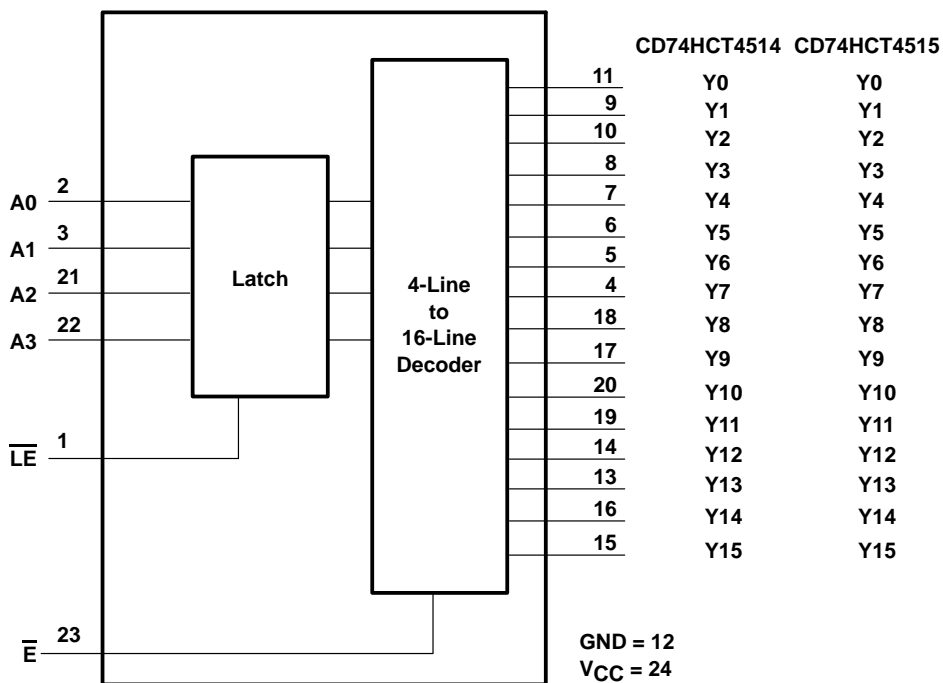 CD74HCT4514 CD74HCT4515
11 Y0 Y0
9 Y1 Y1
10 Y2 Y2
8 Y3 Y3
7 Y4 Y4
6 Y5 Y5
5 Y6 Y6
4 Y7 Y7
18 Y8 Y8
17 Y9 Y9
20 Y10 Y10
19 Y11 Y11
14 Y12 Y12
13 Y13 Y13
16 Y14 Y14
15 Y15 Y15
A0 2
A1 3
A2 21
A3 22
L̅E̅ 1
E̅ 23
Latch
4-Line
to
16-Line
Decoder
GND = 12
VCC = 24